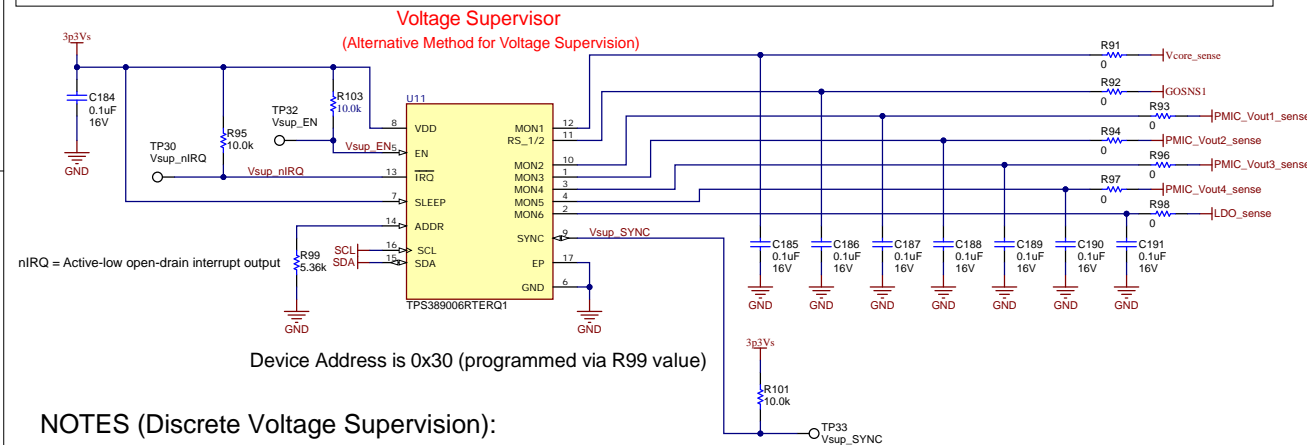 Voltage Supervisor
(Alternative Method for Voltage Supervision)
3p3Vs
C184
0.1uF
16V
GND
TP30
Vsup_nIRQ
R95
10.0k
TP32
Vsup_EN
R103
10.0k
Vsup_EN
Vsup_nIRQ
U11
8 VDD
5 EN
13 IRQ
7 SLEEP
14 ADDR
16 SCL
15 SDA
MON1 12
RS_1/2 11
MON2 10
MON3 1
MON4 3
MON5 4
MON6 2
SYNC 9
EP 17
GND 6
TPS389006RTERQ1
SCL
SDA
nIRQ = Active-low open-drain interrupt output
R99
5.36k
GND
GND
Vsup_SYNC
R91
0
Vcore_sense
R92
0
GOSNS1
R93
0
PMIC_Vout1_sense
R94
0
PMIC_Vout2_sense
R96
0
PMIC_Vout3_sense
R97
0
PMIC_Vout4_sense
R98
0
LDO_sense
C185
0.1uF
16V
GND
C186
0.1uF
16V
GND
C187
0.1uF
16V
GND
C188
0.1uF
16V
GND
C189
0.1uF
16V
GND
C190
0.1uF
16V
GND
C191
0.1uF
16V
GND
Device Address is 0x30 (programmed via R99 value)
3p3Vs
R101
10.0k
TP33
Vsup_SYNC
NOTES (Discrete Voltage Supervision):